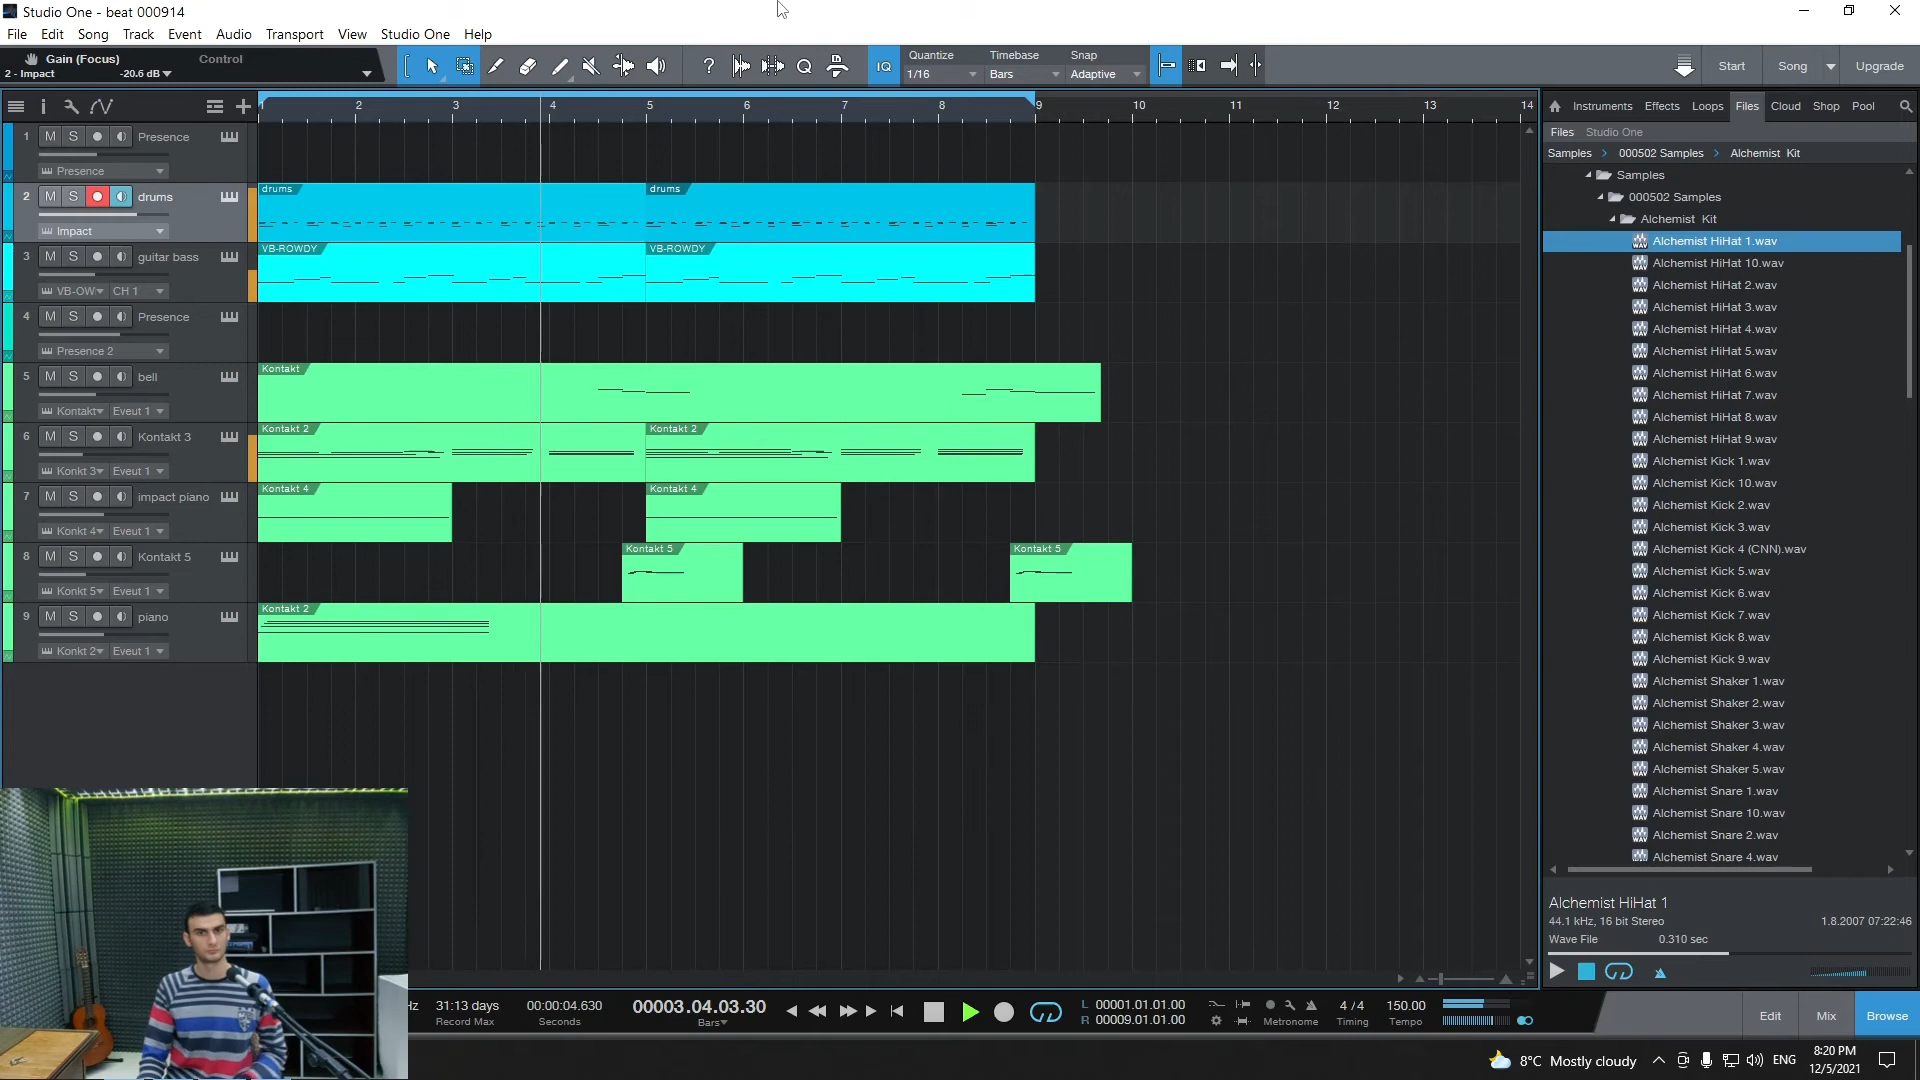 Studio One - beat 000914
File Edit Song Track Event Audio Transport View Studio One Help
Gain (Focus) Control
2 - Impact -20.6 dB
IQ
Quantize Timebase Snap
1/16 Bars Adaptive
Start Song Upgrade
1 2 3 4 5 6 7 8 9 10 11 12 13 14
Instruments Effects Loops Files Cloud Shop Pool
Files Studio One
Samples > 000502 Samples > Alchemist Kit
1 M S Presence
Presence
2 M S drums
Impact
drums drums
3 M S guitar bass
CH 1
VB-ROWDY VB-ROWDY
4 M S Presence
Presence 2
5 M S bell
Kontakt Eveut 1
Kontakt
6 M S Kontakt 3
Konkt 3 Eveut 1
Kontakt 2 Kontakt 2
7 M S impact piano
Konkt 4 Eveut 1
Kontakt 4 Kontakt 4
8 M S Kontakt 5
Konkt 5 Eveut 1
Kontakt 5 Kontakt 5
9 M S piano
Konkt 2 Eveut 1
Kontakt 2
Samples
000502 Samples
Alchemist Kit
Alchemist HiHat 1.wav
Alchemist HiHat 10.wav
Alchemist HiHat 2.wav
Alchemist HiHat 3.wav
Alchemist HiHat 4.wav
Alchemist HiHat 5.wav
Alchemist HiHat 6.wav
Alchemist HiHat 7.wav
Alchemist HiHat 8.wav
Alchemist HiHat 9.wav
Alchemist Kick 1.wav
Alchemist Kick 10.wav
Alchemist Kick 2.wav
Alchemist Kick 3.wav
Alchemist Kick 4 (CNN).wav
Alchemist Kick 5.wav
Alchemist Kick 6.wav
Alchemist Kick 7.wav
Alchemist Kick 8.wav
Alchemist Kick 9.wav
Alchemist Shaker 1.wav
Alchemist Shaker 2.wav
Alchemist Shaker 3.wav
Alchemist Shaker 4.wav
Alchemist Shaker 5.wav
Alchemist Snare 1.wav
Alchemist Snare 10.wav
Alchemist Snare 2.wav
Alchemist Snare 4.wav
Alchemist HiHat 1
44.1 kHz, 16 bit Stereo 1.8.2007 07:22:46
Wave File 0.310 sec
Hz 31:13 days 00:00:04.630 00003.04.03.30
Record Max Seconds Bars
L 00001.01.01.00
R 00009.01.01.00
Metronome
4 / 4 150.00
Timing Tempo
Edit Mix Browse
8°C Mostly cloudy ENG 8:20 PM
12/5/2021